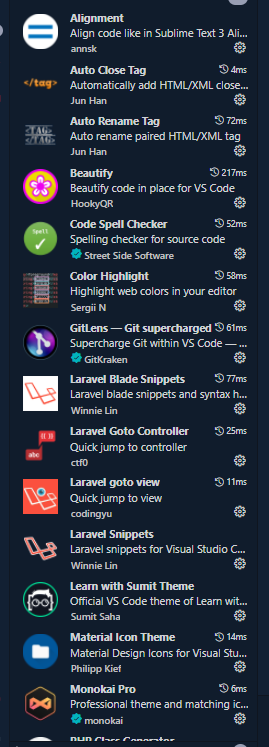 Alignment
Align code like in Sublime Text 3 Ali...
annsk
</tag>
Auto Close Tag 4ms
Automatically add HTML/XML close...
Jun Han
<TAG>
<TAG>
Auto Rename Tag 72ms
Auto rename paired HTML/XML tag
Jun Han
Beautify 217ms
Beautify code in place for VS Code
HookyQR
Spell
Code Spell Checker 52ms
Spelling checker for source code
Street Side Software
Color Highlight 58ms
Highlight web colors in your editor
Sergii N
GitLens — Git supercharged 61ms
Supercharge Git within VS Code — ...
GitKraken
Laravel Blade Snippets 77ms
Laravel blade snippets and syntax h...
Winnie Lin
abc
Laravel Goto Controller 25ms
Quick jump to controller
ctf0
Laravel goto view 11ms
Quick jump to view
codingyu
Laravel Snippets
Laravel snippets for Visual Studio C...
Winnie Lin
Learn with Sumit Theme
Official VS Code theme of Learn wit...
Sumit Saha
Material Icon Theme 14ms
Material Design Icons for Visual Stu...
Philipp Kief
Monokai Pro 6ms
Professional theme and matching ic...
monokai
PHP Class Generator